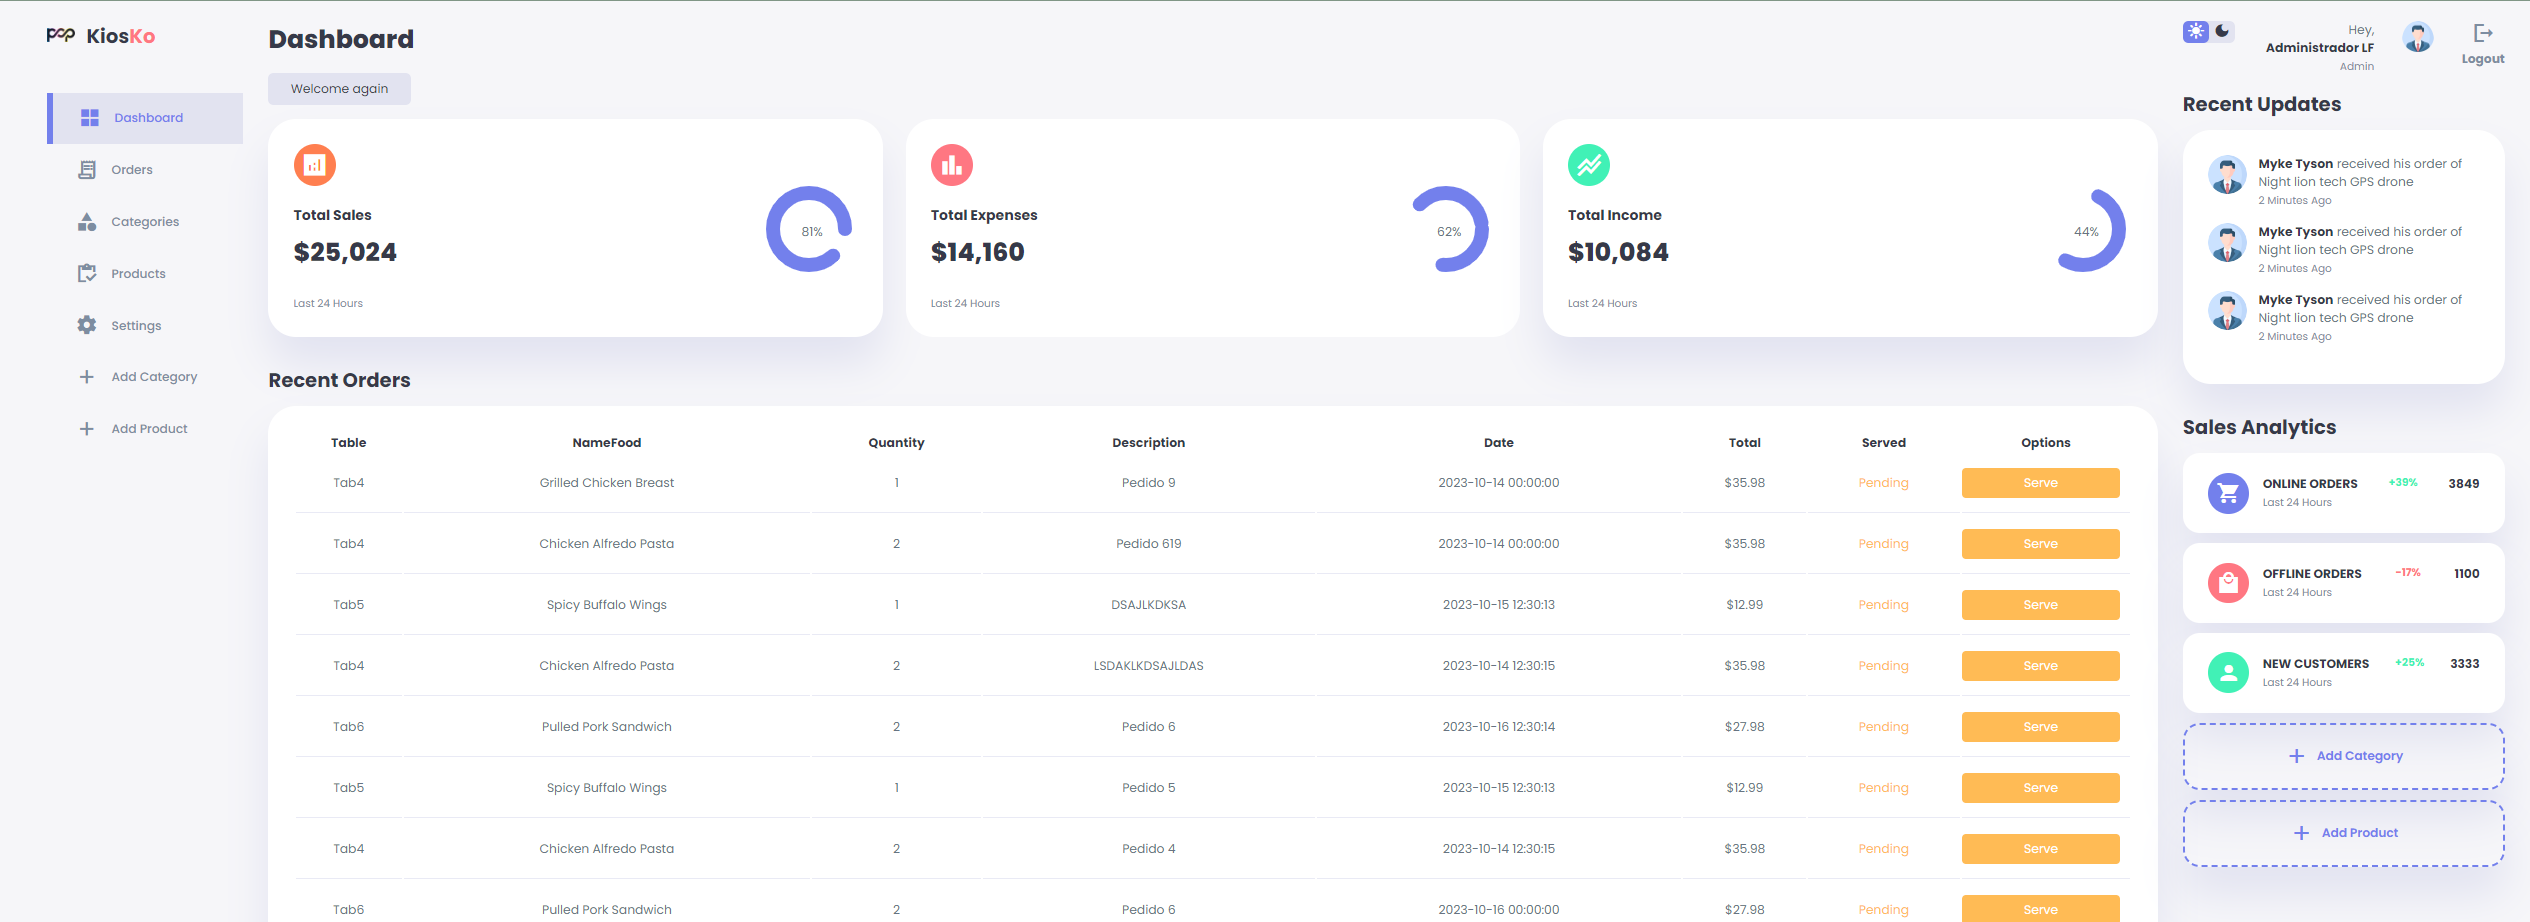 pop KiosKo
Dashboard
Orders
Categories
Products
Settings
Add Category
Add Product
Dashboard
Welcome again
Total Sales
$25,024
81%
Last 24 Hours
Total Expenses
$14,160
62%
Last 24 Hours
Total Income
$10,084
44%
Last 24 Hours
Recent Orders
Table NameFood Quantity Description Date Total Served Options
Tab4 Grilled Chicken Breast 1 Pedido 9 2023-10-14 00:00:00 $35.98 Pending Serve
Tab4 Chicken Alfredo Pasta 2 Pedido 619 2023-10-14 00:00:00 $35.98 Pending Serve
Tab5 Spicy Buffalo Wings 1 DSAJLKDKSA 2023-10-15 12:30:13 $12.99 Pending Serve
Tab4 Chicken Alfredo Pasta 2 LSDAKLKDSAJLDAS 2023-10-14 12:30:15 $35.98 Pending Serve
Tab6 Pulled Pork Sandwich 2 Pedido 6 2023-10-16 12:30:14 $27.98 Pending Serve
Tab5 Spicy Buffalo Wings 1 Pedido 5 2023-10-15 12:30:13 $12.99 Pending Serve
Tab4 Chicken Alfredo Pasta 2 Pedido 4 2023-10-14 12:30:15 $35.98 Pending Serve
Tab6 Pulled Pork Sandwich 2 Pedido 6 2023-10-16 00:00:00 $27.98 Pending Serve
Hey,
Administrador LF
Admin
Logout
Recent Updates
Myke Tyson received his order of
Night lion tech GPS drone
2 Minutes Ago
Myke Tyson received his order of
Night lion tech GPS drone
2 Minutes Ago
Myke Tyson received his order of
Night lion tech GPS drone
2 Minutes Ago
Sales Analytics
ONLINE ORDERS +39% 3849
Last 24 Hours
OFFLINE ORDERS -17% 1100
Last 24 Hours
NEW CUSTOMERS +25% 3333
Last 24 Hours
Add Category
Add Product